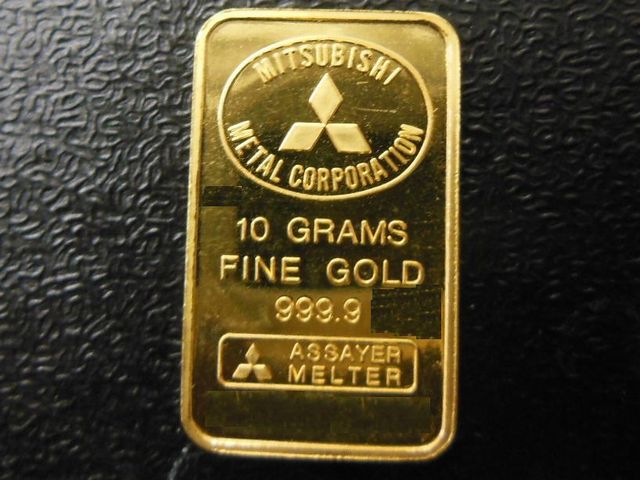 MITSUBISHI
METAL CORPORATION
10 GRAMS
FINE GOLD
999.9
ASSAYER
MELTER